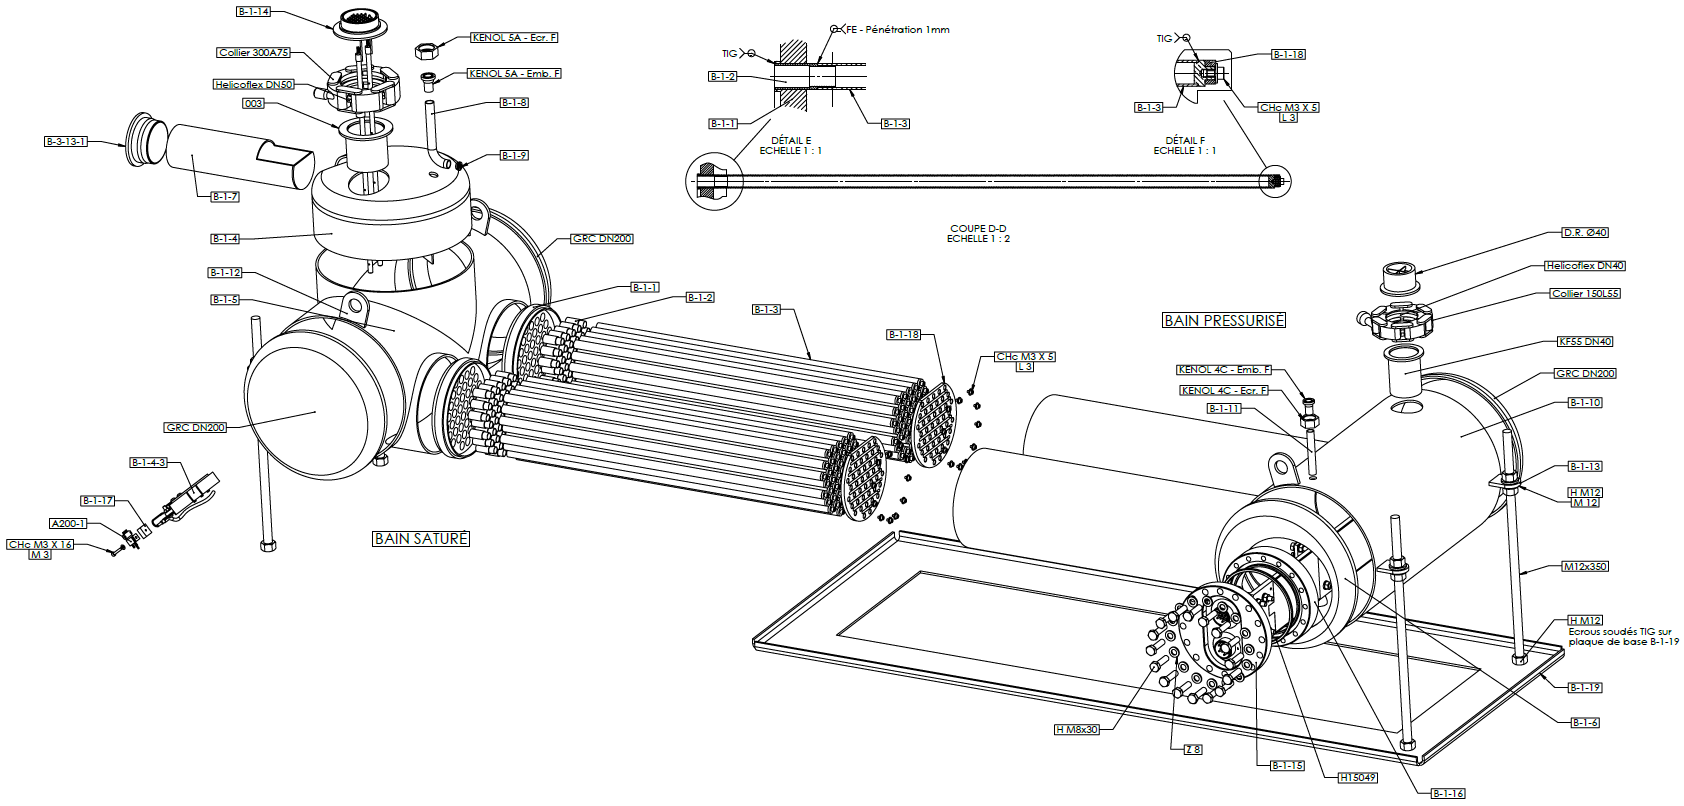 B-1-14
Collier 300A75
Helicoflex DN50
003
B-3-13-1
B-1-7
B-1-4
B-1-12
B-1-5
KENOL 5A - Ecr. F
KENOL 5A - Emb. F
B-1-8
B-1-9
GRC DN200
GRC DN200
B-1-4-3
B-1-17
A200-1
CHc M3 X 16
M 3
BAIN SATURÉ
B-1-1
B-1-2
B-1-3
B-1-18
CHc M3 X 5
L 3
TIG
FE - Pénétration 1mm
B-1-2
B-1-1
B-1-3
DÉTAIL E
ECHELLE 1 : 1
TIG
B-1-18
B-1-3
CHc M3 X 5
L 3
DÉTAIL F
ECHELLE 1 : 1
COUPE D-D
ECHELLE 1 : 2
BAIN PRESSURISÉ
D.R. Ø40
Helicoflex DN40
Collier 150L55
KF55 DN40
GRC DN200
B-1-10
KENOL 4C - Emb. F
KENOL 4C - Ecr. F
B-1-11
B-1-13
H M12
M 12
M12x350
H M12
Ecrous soudés TIG sur
plaque de base B-1-19
B-1-19
B-1-6
H M8x30
Z 8
B-1-15
H15049
B-1-16